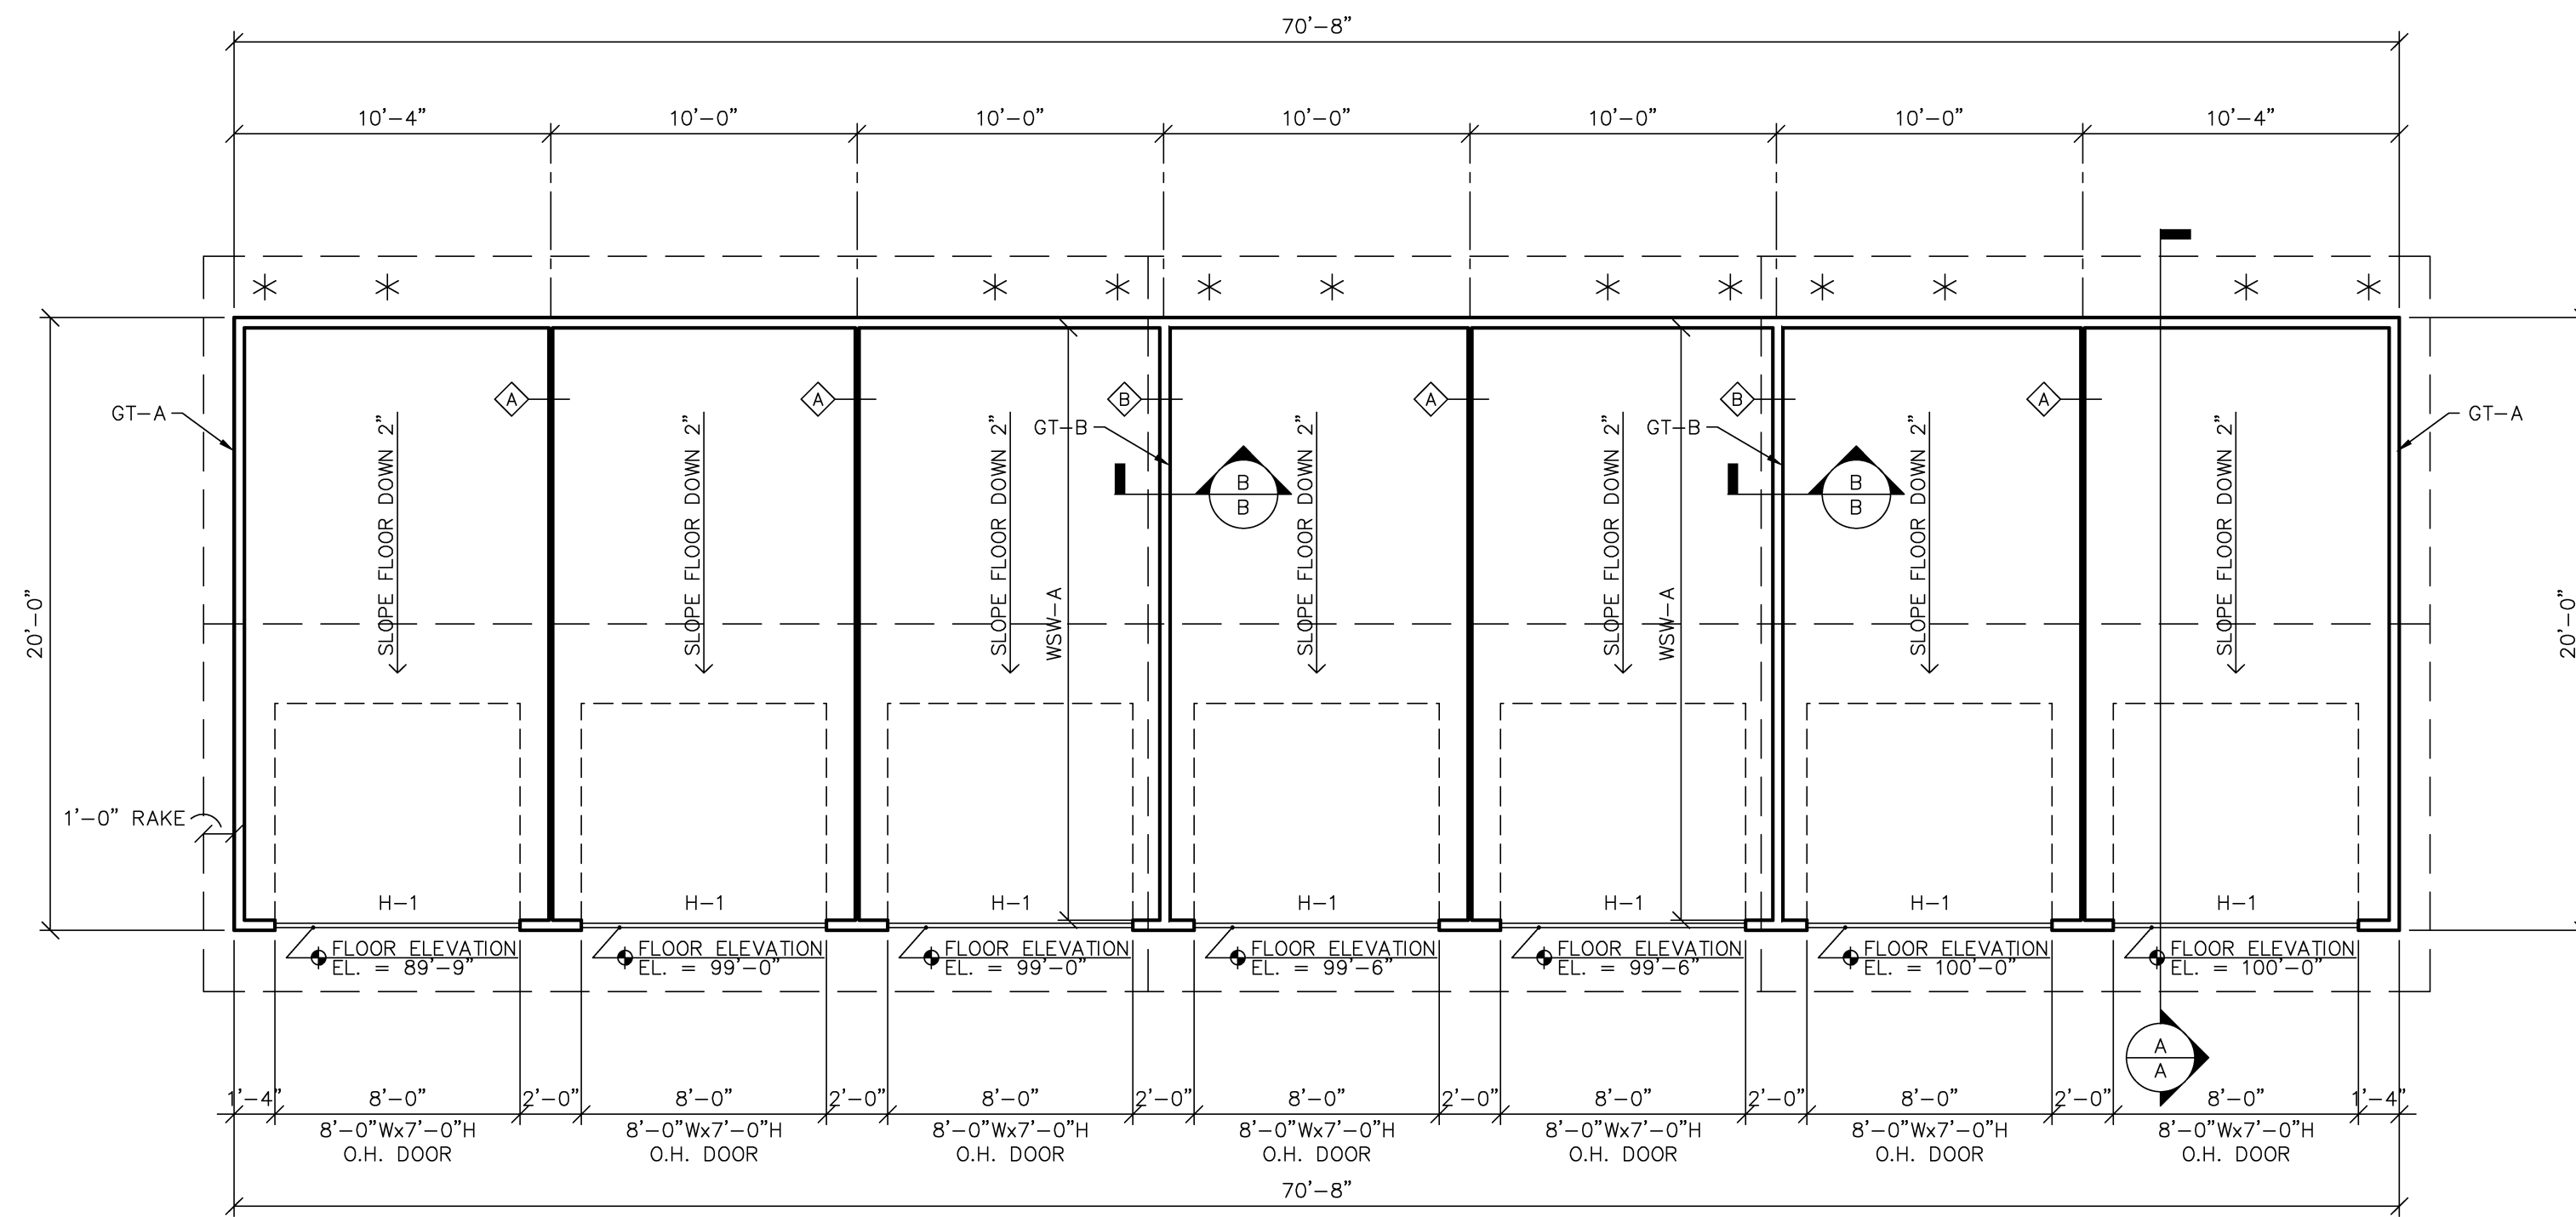 70'-8"
10'-4" 10'-0" 10'-0" 10'-0" 10'-0" 10'-0" 10'-4"
A A B A B A
GT-A GT-B GT-B GT-A
SLOPE FLOOR DOWN 2" SLOPE FLOOR DOWN 2" SLOPE FLOOR DOWN 2" SLOPE FLOOR DOWN 2" SLOPE FLOOR DOWN 2" SLOPE FLOOR DOWN 2" SLOPE FLOOR DOWN 2"
B B
B B
20'-0" WSW-A WSW-A 20'-0"
1'-0" RAKE
H-1 H-1 H-1 H-1 H-1 H-1 H-1
FLOOR ELEVATION FLOOR ELEVATION FLOOR ELEVATION FLOOR ELEVATION FLOOR ELEVATION FLOOR ELEVATION FLOOR ELEVATION
EL. = 89'-9" EL. = 99'-0" EL. = 99'-0" EL. = 99'-6" EL. = 99'-6" EL. = 100'-0" EL. = 100'-0"
A
A
1'-4" 8'-0" 2'-0" 8'-0" 2'-0" 8'-0" 2'-0" 8'-0" 2'-0" 8'-0" 2'-0" 8'-0" 2'-0" 8'-0" 1'-4"
8'-0"Wx7'-0"H 8'-0"Wx7'-0"H 8'-0"Wx7'-0"H 8'-0"Wx7'-0"H 8'-0"Wx7'-0"H 8'-0"Wx7'-0"H 8'-0"Wx7'-0"H
O.H. DOOR O.H. DOOR O.H. DOOR O.H. DOOR O.H. DOOR O.H. DOOR O.H. DOOR
70'-8"